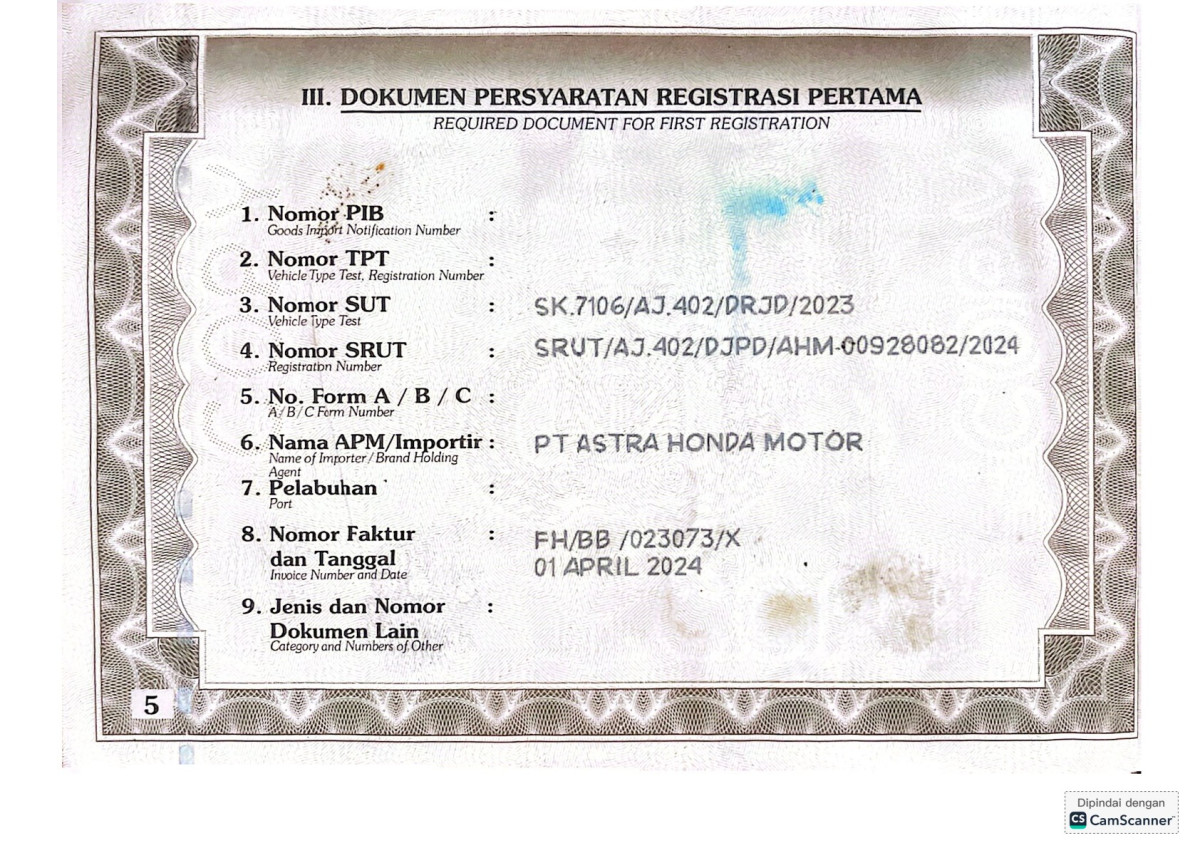 III. DOKUMEN PERSYARATAN REGISTRASI PERTAMA
REQUIRED DOCUMENT FOR FIRST REGISTRATION
1. Nomor PIB :
Goods Import Notification Number
2. Nomor TPT :
Vehicle Type Test, Registration Number
3. Nomor SUT : SK.7106/AJ.402/DRJD/2023
Vehicle Type Test
4. Nomor SRUT : SRUT/AJ.402/DJPD/AHM-00928082/2024
Registration Number
5. No. Form A / B / C :
A / B / C Form Number
6. Nama APM/Importir : PT ASTRA HONDA MOTOR
Name of Importer / Brand Holding
Agent
7. Pelabuhan :
Port
8. Nomor Faktur : FH/BB /023073/X
dan Tanggal 01 APRIL 2024
Invoice Number and Date
9. Jenis dan Nomor :
Dokumen Lain
Category and Numbers of Other
5
Dipindai dengan
CS CamScanner